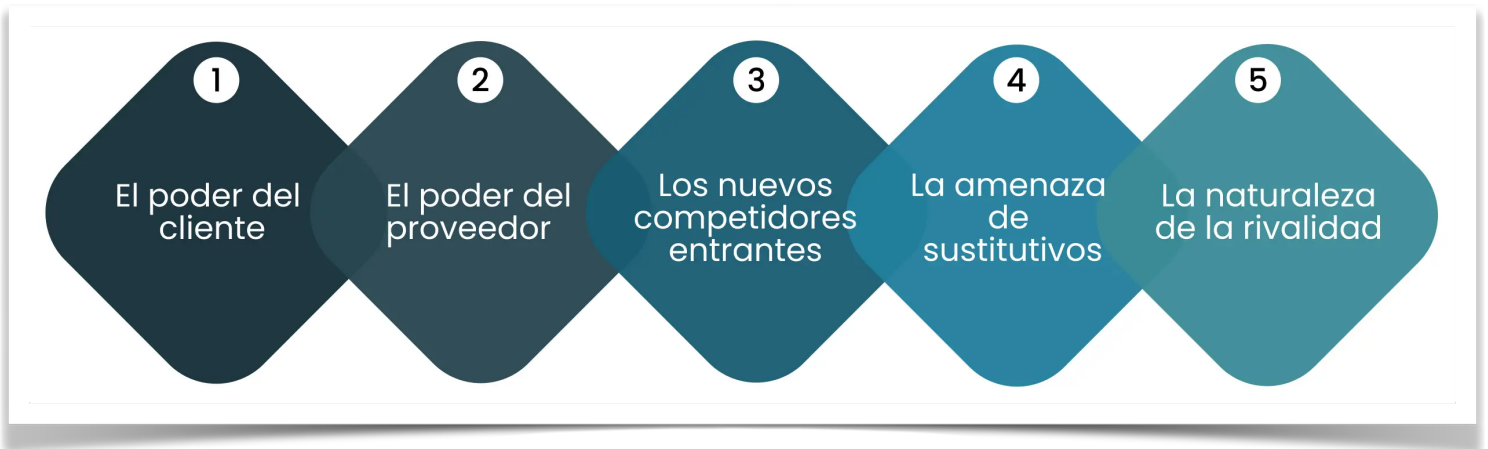 1
El poder del
cliente
2
El poder del
proveedor
3
Los nuevos
competidores
entrantes
4
La amenaza
de
sustitutivos
5
La naturaleza
de la rivalidad